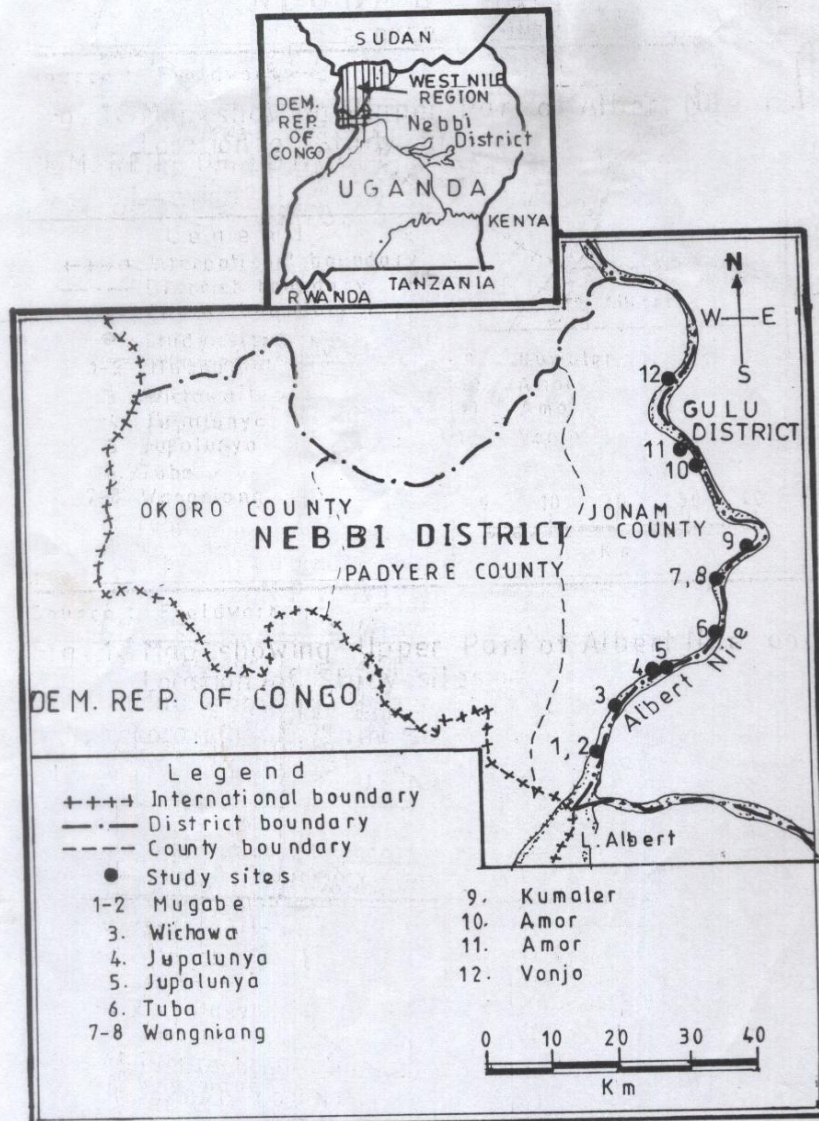 SUDAN
WEST NILE
REGION
DEM.
REP.
OF
CONGO
Nebbi
District
UGANDA
KENYA
TANZANIA
RWANDA
N
W E
S
12
GULU
DISTRICT
11
10
OKORO COUNTY
JONAM
COUNTY
NEBBI DISTRICT
9
PADYERE COUNTY
7,8
6
4
Albert Nile
DEM. REP. OF CONGO
3
1,2
L. Albert
Legend
International boundary
District boundary
County boundary
Study sites
1-2 Mugabe
3. Wichawa
4. Jupalunya
5. Jupalunya
6. Tuba
7-8 Wangniang
9. Kumaler
10. Amor
11. Amor
12. Vonjo
0 10 20 30 40
Km